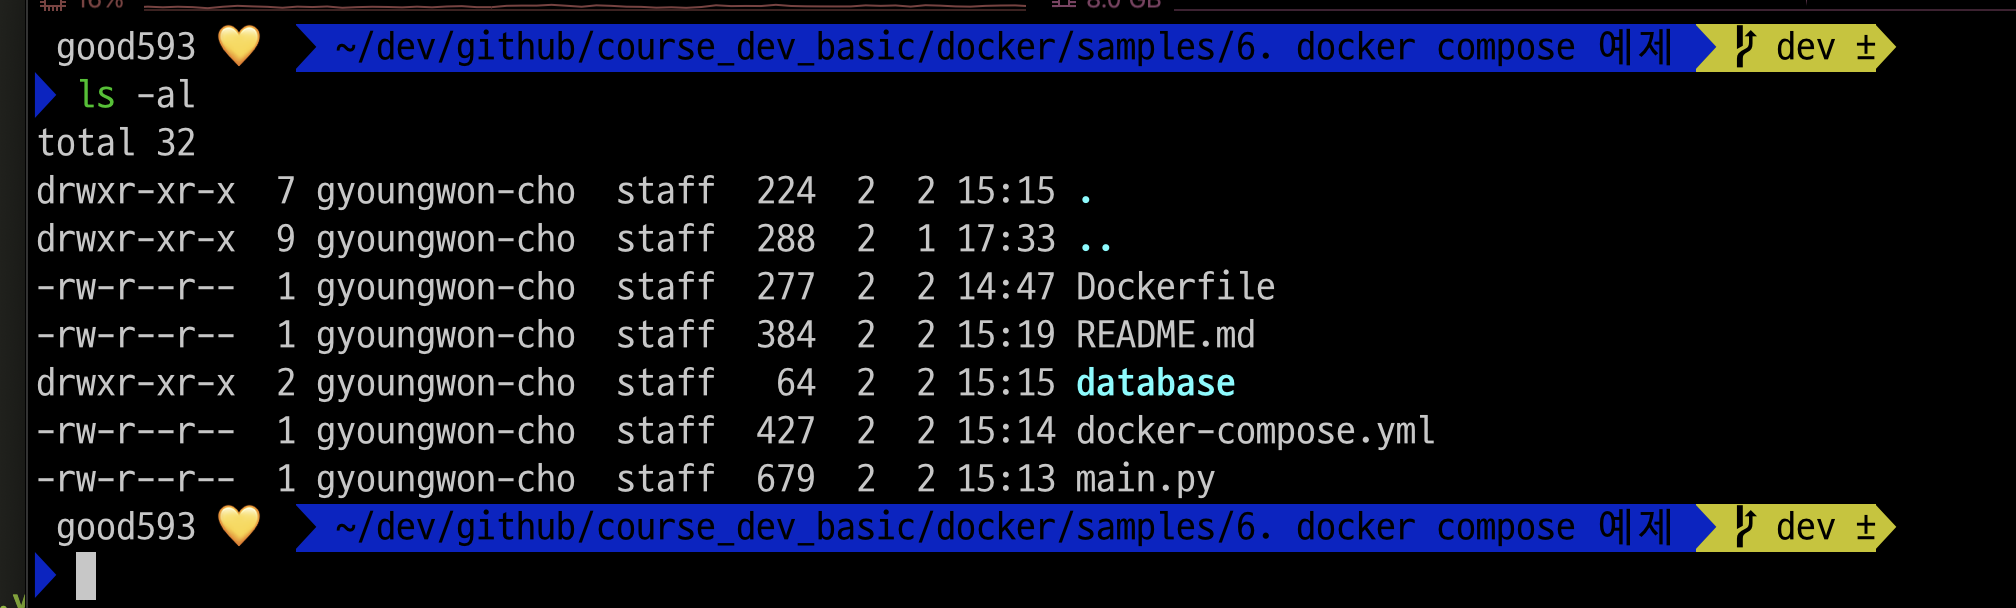 16% 8.0 GB
good593 💛 ~/dev/github/course_dev_basic/docker/samples/6. docker compose 예제 dev ±
ls -al
total 32
drwxr-xr-x  7 gyoungwon-cho  staff  224  2  2 15:15 .
drwxr-xr-x  9 gyoungwon-cho  staff  288  2  1 17:33 ..
-rw-r--r--  1 gyoungwon-cho  staff  277  2  2 14:47 Dockerfile
-rw-r--r--  1 gyoungwon-cho  staff  384  2  2 15:19 README.md
drwxr-xr-x  2 gyoungwon-cho  staff   64  2  2 15:15 database
-rw-r--r--  1 gyoungwon-cho  staff  427  2  2 15:14 docker-compose.yml
-rw-r--r--  1 gyoungwon-cho  staff  679  2  2 15:13 main.py
good593 💛 ~/dev/github/course_dev_basic/docker/samples/6. docker compose 예제 dev ±